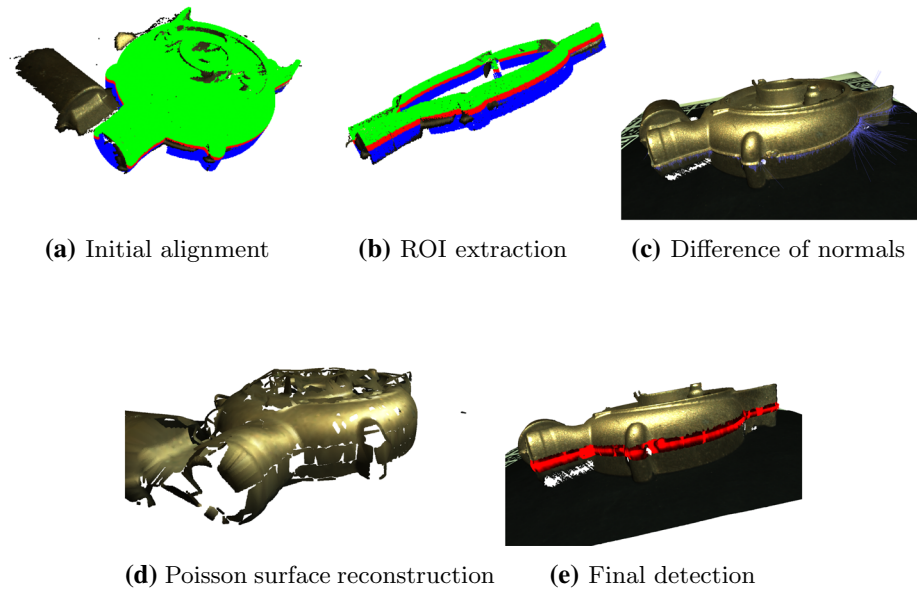 (a) Initial alignment
(b) ROI extraction
(c) Difference of normals
(d) Poisson surface reconstruction
(e) Final detection